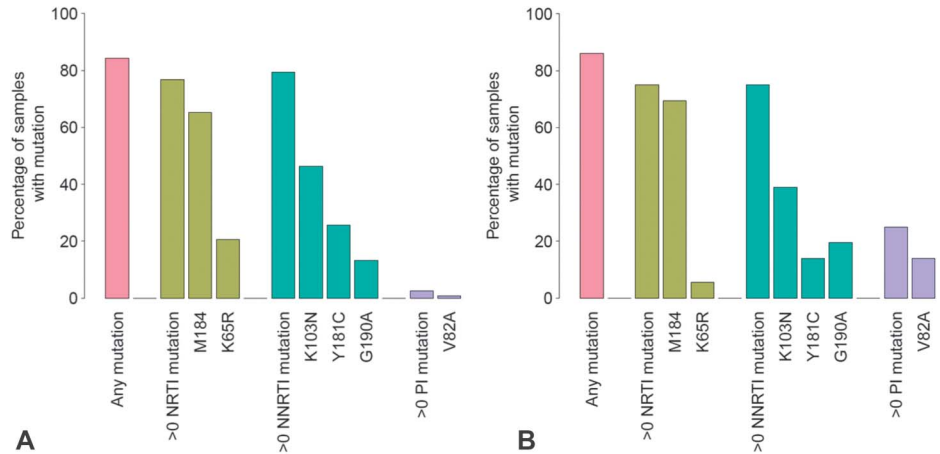 100
80
60
40
20
0
Percentage of samples
with mutation
Any mutation
>0 NRTI mutation
M184
K65R
>0 NNRTI mutation
K103N
Y181C
G190A
>0 PI mutation
V82A
A
100
80
60
40
20
0
Percentage of samples
with mutation
Any mutation
>0 NRTI mutation
M184
K65R
>0 NNRTI mutation
K103N
Y181C
G190A
>0 PI mutation
V82A
B